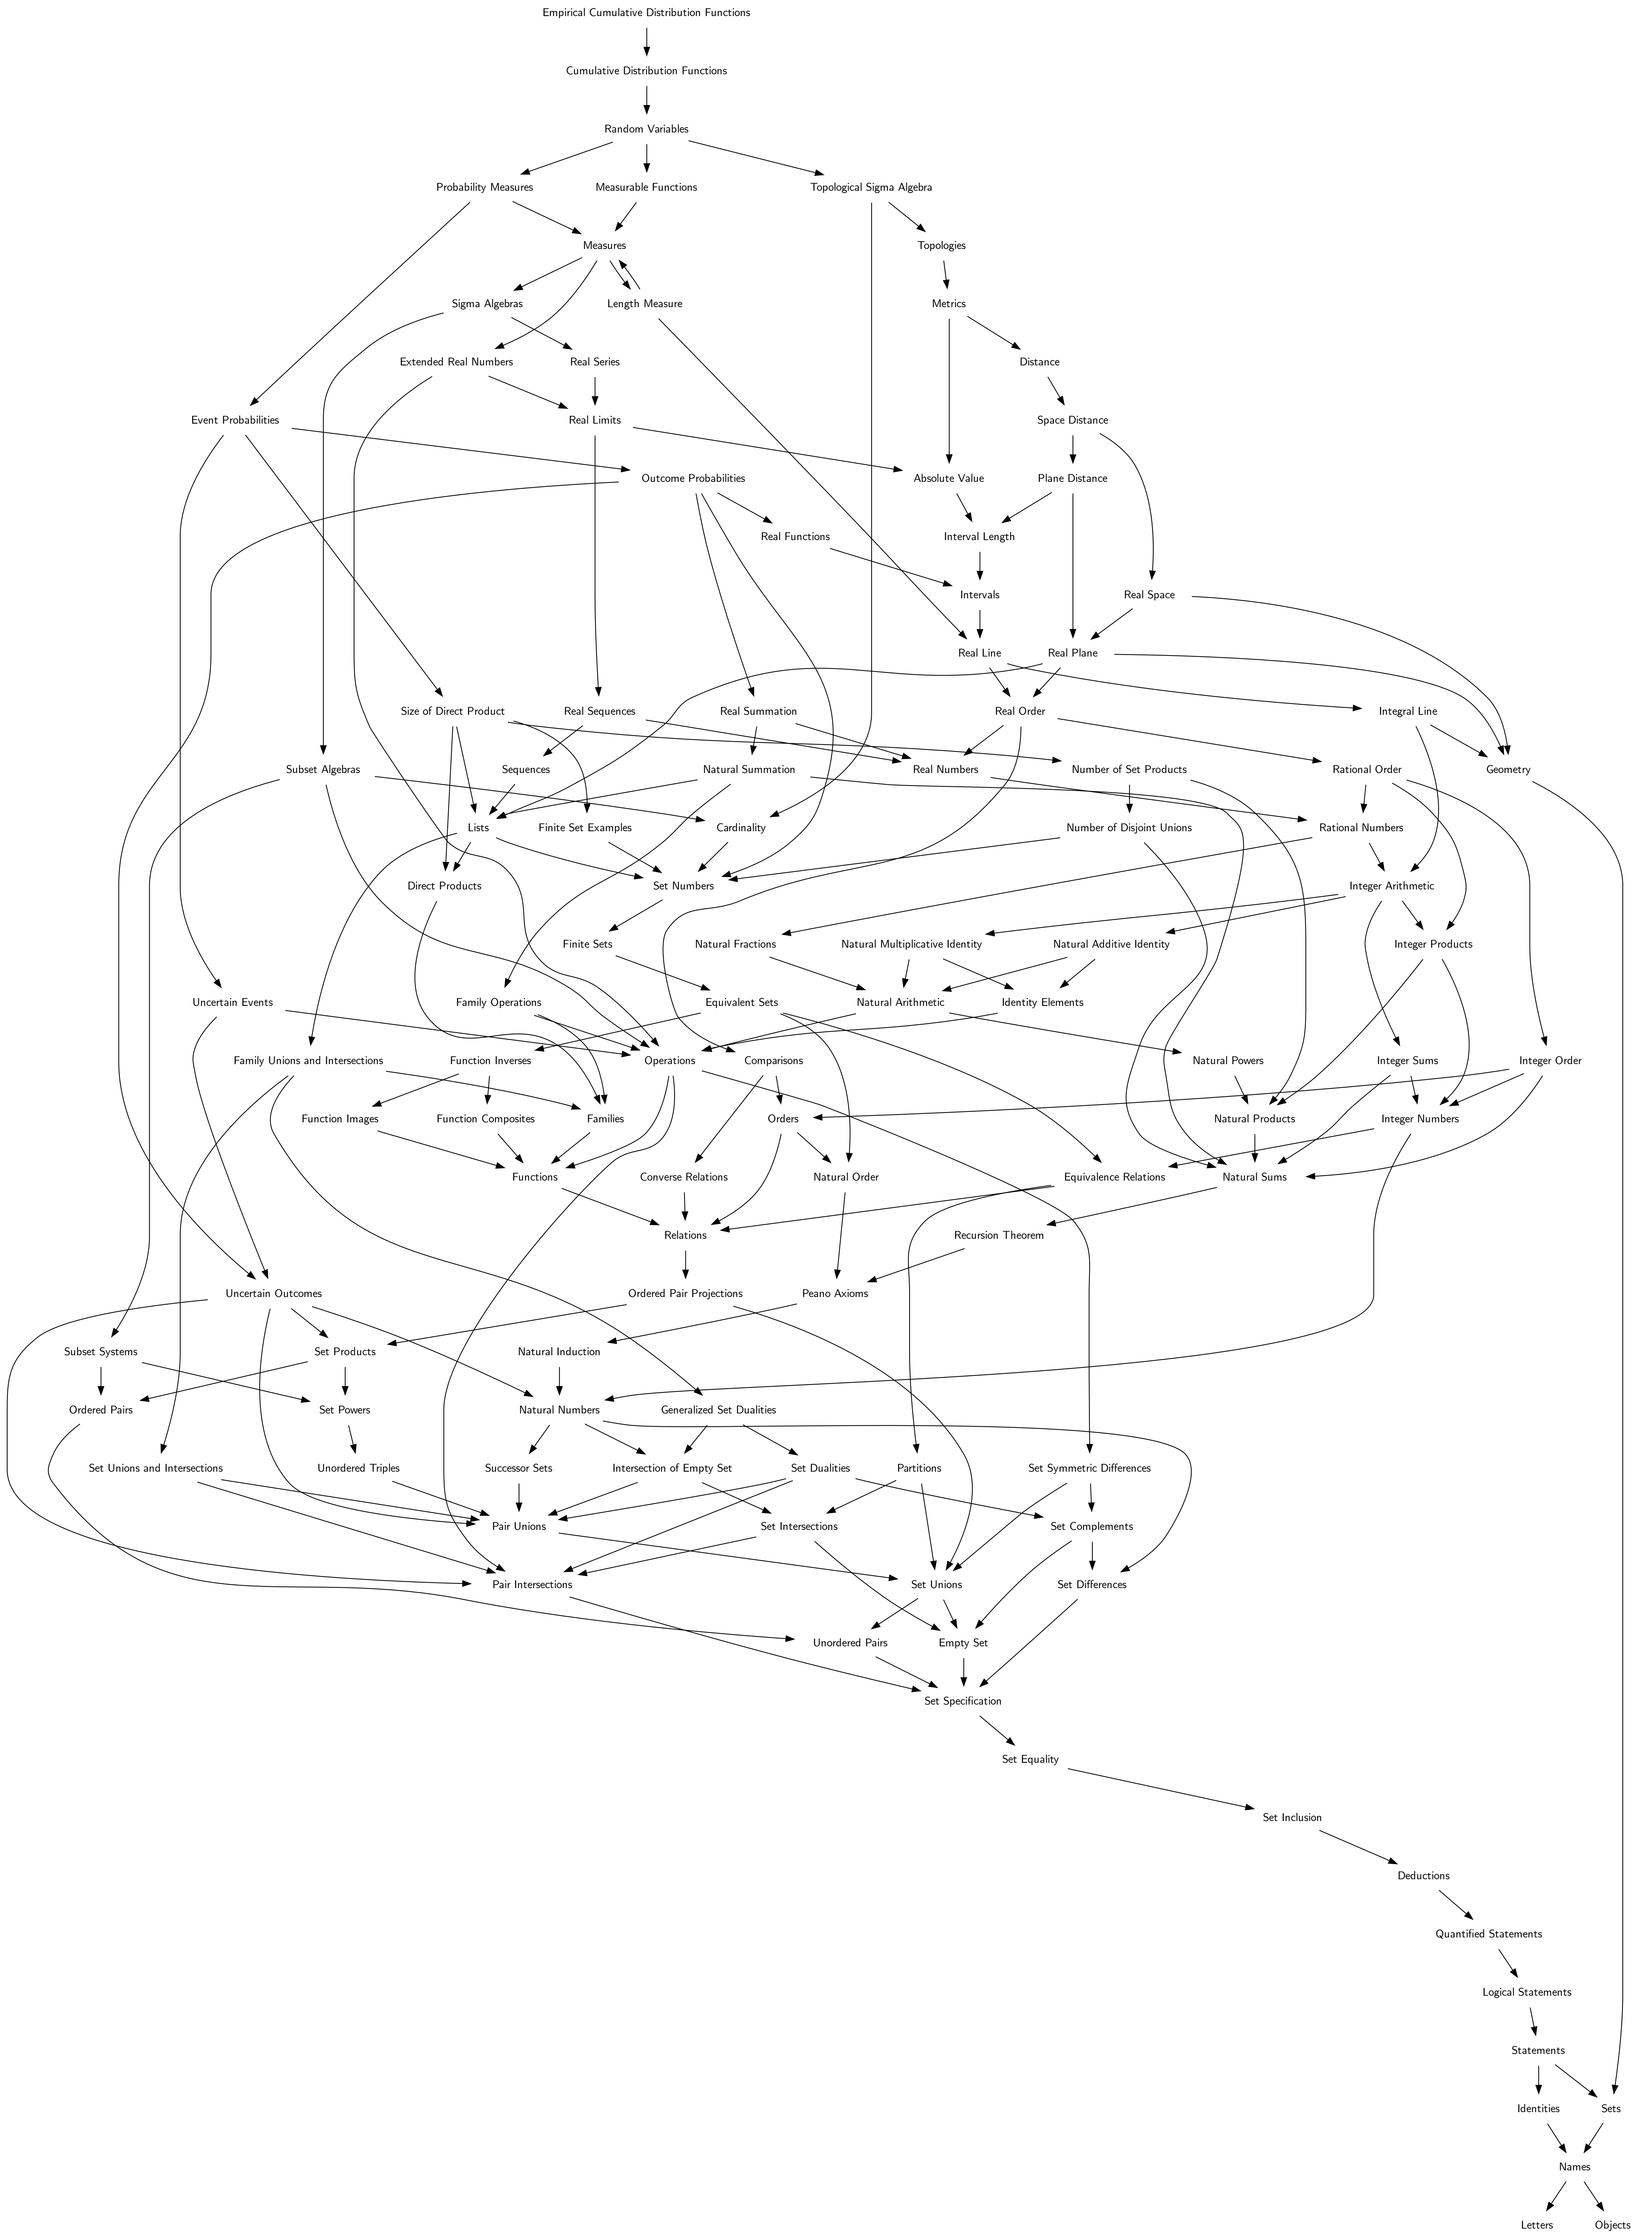 Empirical Cumulative Distribution Functions
Cumulative Distribution Functions
Random Variables
Probability Measures
Measurable Functions
Topological Sigma Algebra
Measures
Topologies
Sigma Algebras
Length Measure
Metrics
Extended Real Numbers
Real Series
Distance
Event Probabilities
Real Limits
Space Distance
Outcome Probabilities
Absolute Value
Plane Distance
Real Functions
Interval Length
Intervals
Real Space
Real Line
Real Plane
Size of Direct Product
Real Sequences
Real Summation
Real Order
Integral Line
Subset Algebras
Sequences
Natural Summation
Real Numbers
Number of Set Products
Rational Order
Geometry
Lists
Finite Set Examples
Cardinality
Number of Disjoint Unions
Rational Numbers
Direct Products
Set Numbers
Integer Arithmetic
Finite Sets
Natural Fractions
Natural Multiplicative Identity
Natural Additive Identity
Integer Products
Uncertain Events
Family Operations
Equivalent Sets
Natural Arithmetic
Identity Elements
Family Unions and Intersections
Function Inverses
Operations
Comparisons
Natural Powers
Integer Sums
Integer Order
Function Images
Function Composites
Families
Orders
Natural Products
Integer Numbers
Functions
Converse Relations
Natural Order
Equivalence Relations
Natural Sums
Relations
Recursion Theorem
Uncertain Outcomes
Ordered Pair Projections
Peano Axioms
Subset Systems
Set Products
Natural Induction
Ordered Pairs
Set Powers
Natural Numbers
Generalized Set Dualities
Set Unions and Intersections
Unordered Triples
Successor Sets
Intersection of Empty Set
Set Dualities
Partitions
Set Symmetric Differences
Pair Unions
Set Intersections
Set Complements
Pair Intersections
Set Unions
Set Differences
Unordered Pairs
Empty Set
Set Specification
Set Equality
Set Inclusion
Deductions
Quantified Statements
Logical Statements
Statements
Identities
Sets
Names
Letters
Objects